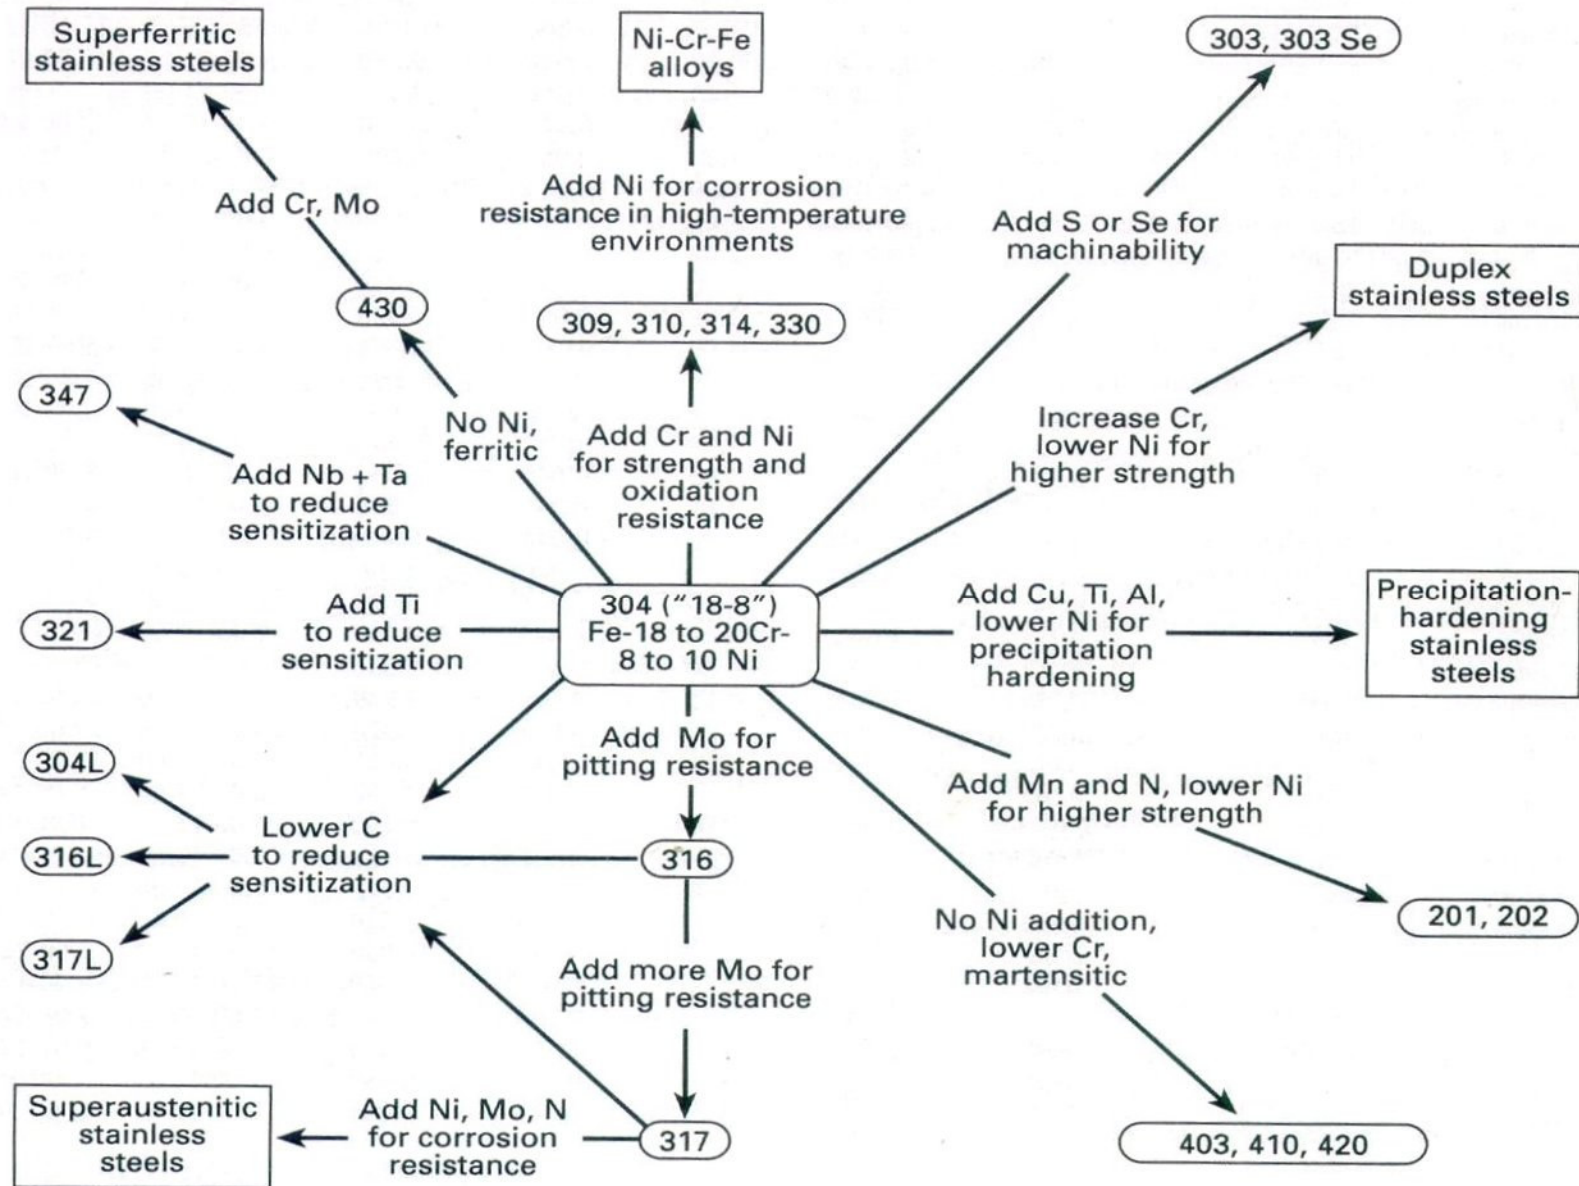 Superferritic
stainless steels
Ni-Cr-Fe
alloys
303, 303 Se
Add Cr, Mo
Add Ni for corrosion
resistance in high-temperature
environments
Add S or Se for
machinability
Duplex
stainless steels
430
309, 310, 314, 330
347
No Ni,
ferritic
Add Cr and Ni
for strength and
oxidation
resistance
Increase Cr,
lower Ni for
higher strength
Add Nb + Ta
to reduce
sensitization
321
Add Ti
to reduce
sensitization
304 ("18-8")
Fe-18 to 20Cr-
8 to 10 Ni
Add Cu, Ti, Al,
lower Ni for
precipitation
hardening
Precipitation-
hardening
stainless
steels
Add Mo for
pitting resistance
304L
316L
317L
Lower C
to reduce
sensitization
316
Add Mn and N, lower Ni
for higher strength
201, 202
No Ni addition,
lower Cr,
martensitic
Add more Mo for
pitting resistance
Superaustenitic
stainless
steels
Add Ni, Mo, N
for corrosion
resistance
317
403, 410, 420